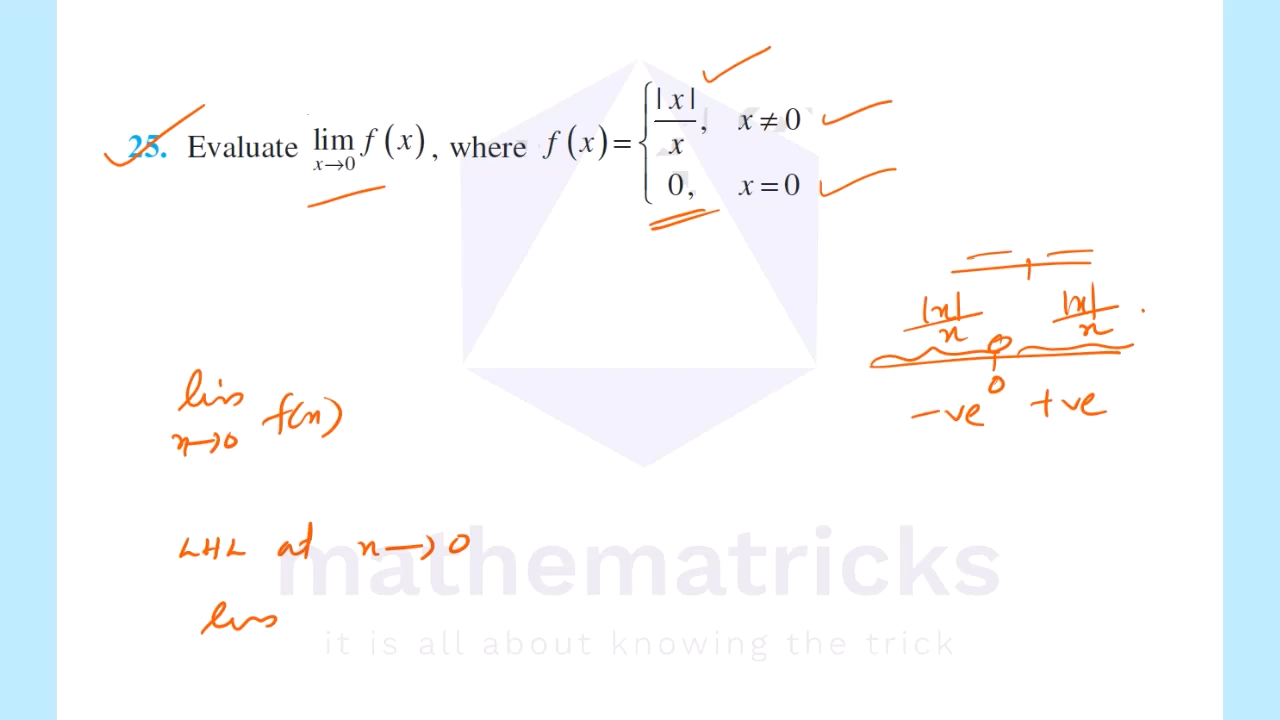 25. Evaluate lim x→0 f(x), where f(x) = { |x|/x, x ≠ 0
0, x = 0
|x|/x |x|/x
0
-ve +ve
lim x→0 f(x)
LHL at x→0
lim
mathematricks
it is all about knowing the trick